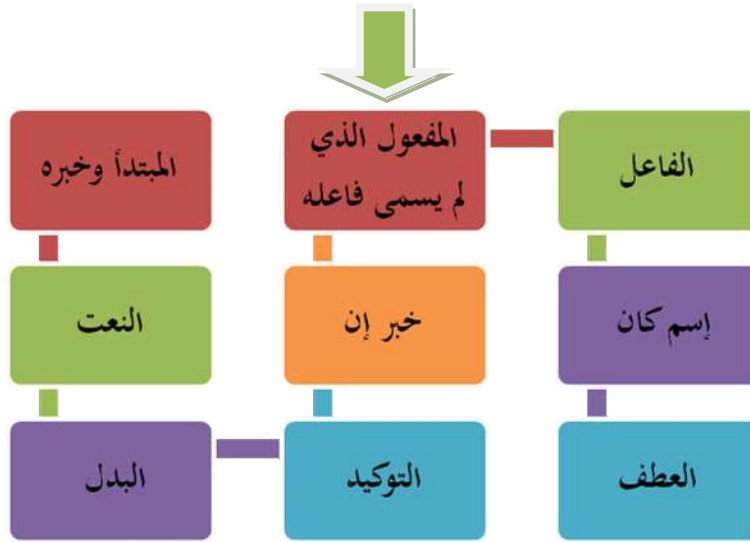 الفاعل
المفعول الذي
لم يسمى فاعله
المبتدأ وخبره
إسم كان
خبر إن
النعت
العطف
التوكيد
البدل